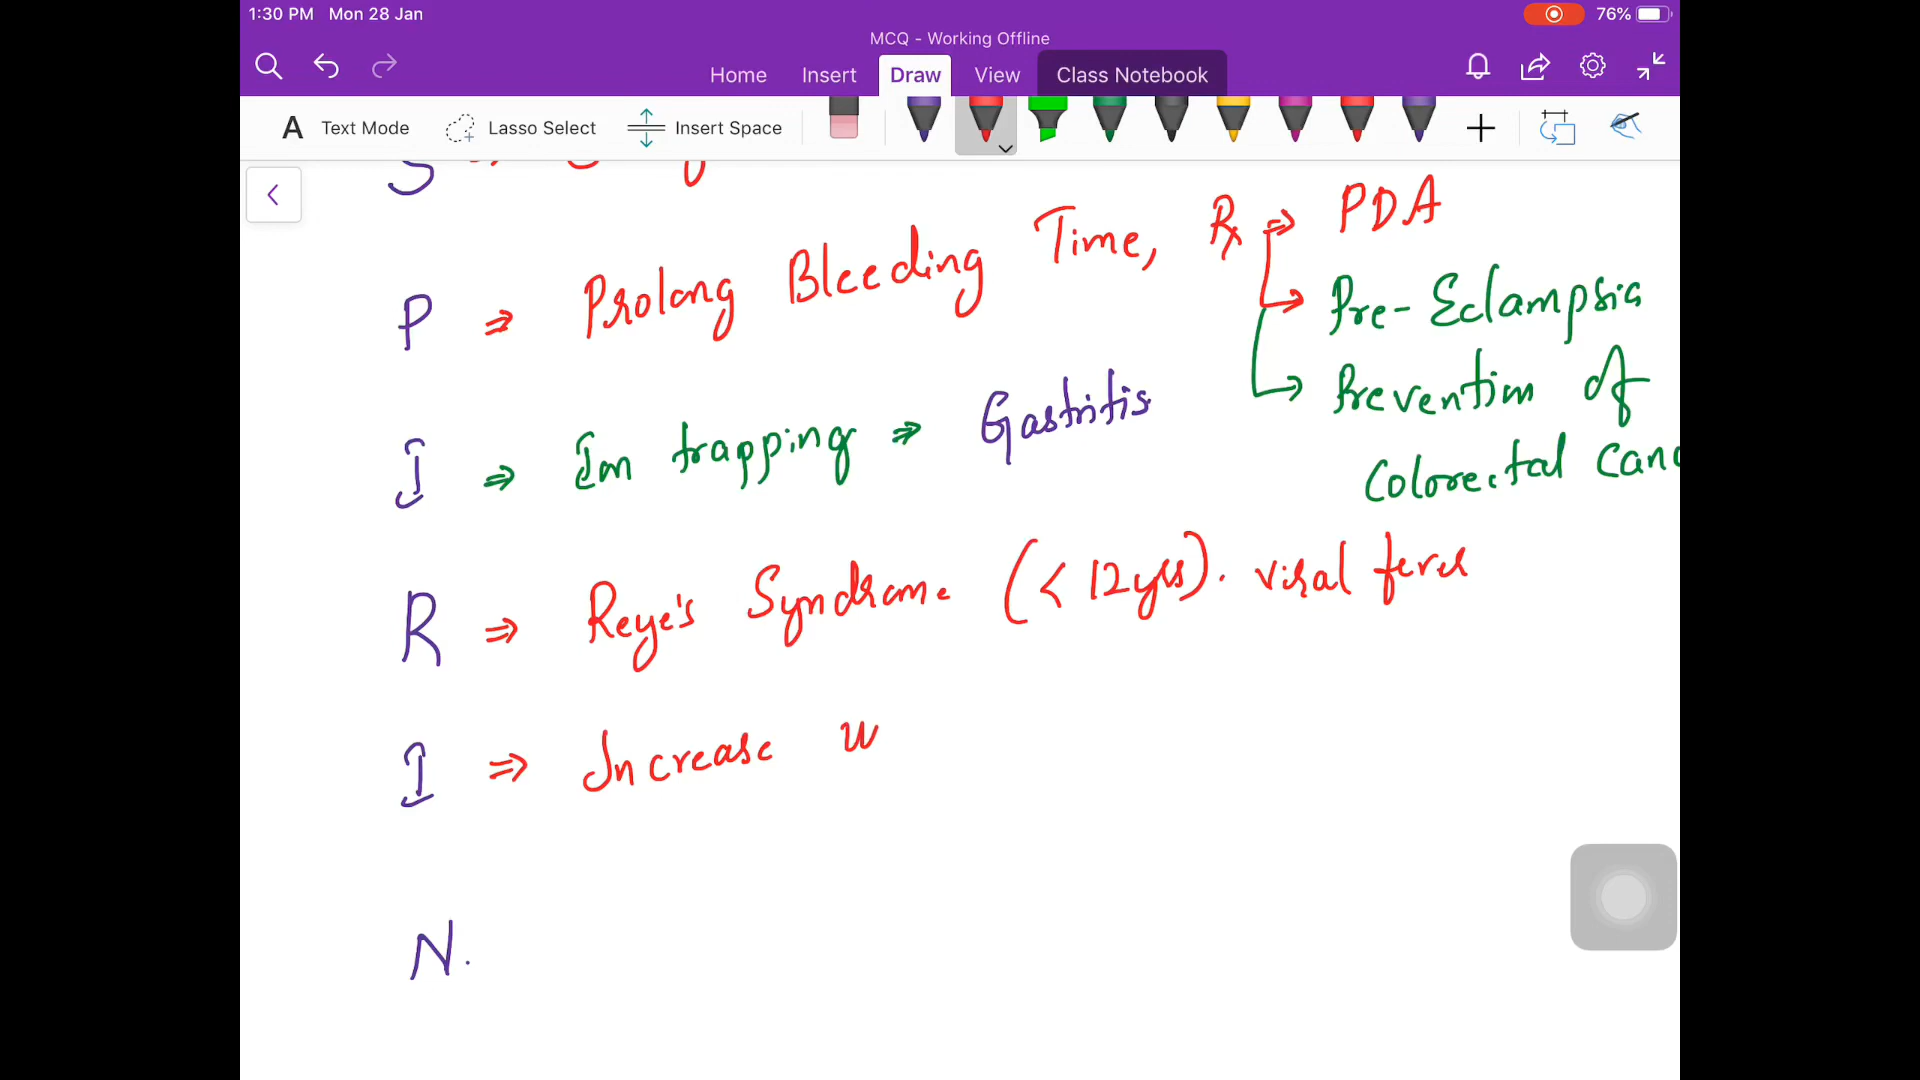 1:30 PM Mon 28 Jan
76%
MCQ - Working Offline
Home Insert Draw View Class Notebook
A Text Mode Lasso Select Insert Space
S
P ⇒ Prolong Bleeding Time, Rx ⇒ PDA
→ Pre-Eclampsia
→ Prevention of
Colorectal Canc
I ⇒ Ion trapping ⇒ Gastritis
R ⇒ Reye's Syndrome (< 12yrs). viral fever
I ⇒ Increase u
N.